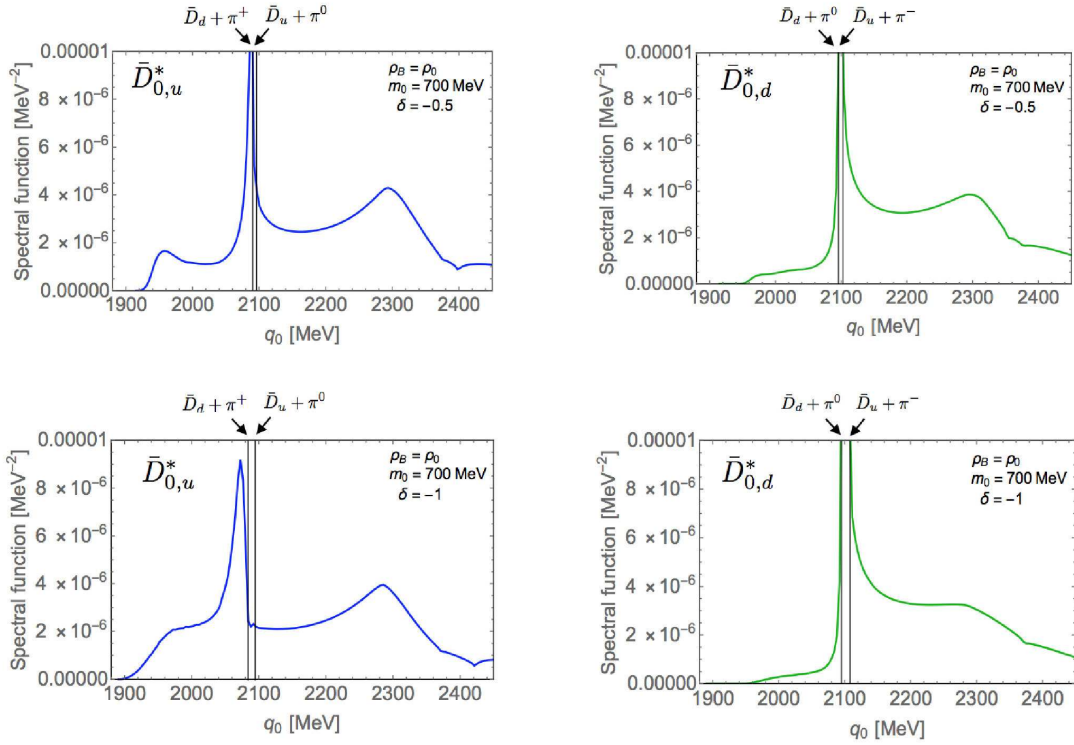 D̄_d + π⁺ D̄_u + π⁰
0.00001
8 × 10⁻⁶
6 × 10⁻⁶
4 × 10⁻⁶
2 × 10⁻⁶
0.00000
Spectral function [MeV⁻²]
D̄*_{0,u}
ρ_B = ρ_0
m_0 = 700 MeV
δ = −0.5
1900 2000 2100 2200 2300 2400
q_0 [MeV]
D̄_d + π⁰ D̄_u + π⁻
0.00001
8 × 10⁻⁶
6 × 10⁻⁶
4 × 10⁻⁶
2 × 10⁻⁶
0.00000
Spectral function [MeV⁻²]
D̄*_{0,d}
ρ_B = ρ_0
m_0 = 700 MeV
δ = −0.5
1900 2000 2100 2200 2300 2400
q_0 [MeV]
D̄_d + π⁺ D̄_u + π⁰
0.00001
8 × 10⁻⁶
6 × 10⁻⁶
4 × 10⁻⁶
2 × 10⁻⁶
0.00000
Spectral function [MeV⁻²]
D̄*_{0,u}
ρ_B = ρ_0
m_0 = 700 MeV
δ = −1
1900 2000 2100 2200 2300 2400
q_0 [MeV]
D̄_d + π⁰ D̄_u + π⁻
0.00001
8 × 10⁻⁶
6 × 10⁻⁶
4 × 10⁻⁶
2 × 10⁻⁶
0.00000
Spectral function [MeV⁻²]
D̄*_{0,d}
ρ_B = ρ_0
m_0 = 700 MeV
δ = −1
1900 2000 2100 2200 2300 2400
q_0 [MeV]